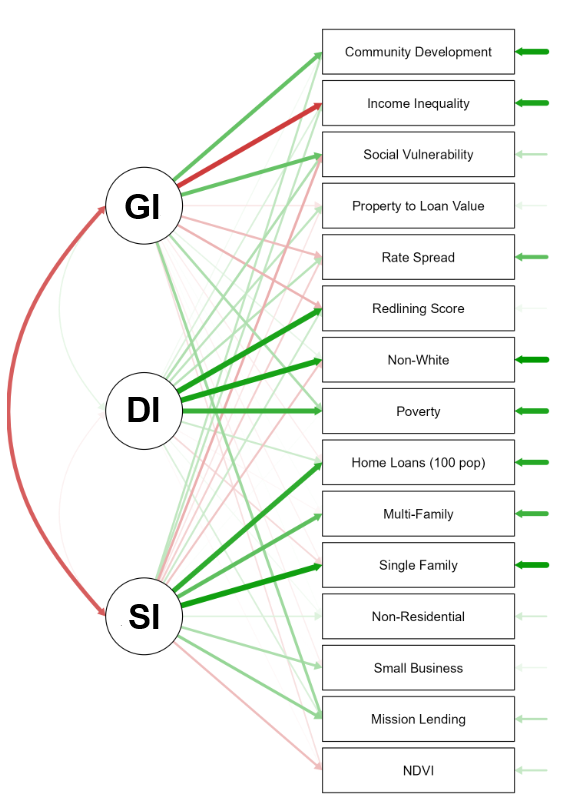 Community Development
Income Inequality
Social Vulnerability
GI
Property to Loan Value
Rate Spread
Redlining Score
Non-White
DI
Poverty
Home Loans (100 pop)
Multi-Family
Single Family
SI
Non-Residential
Small Business
Mission Lending
NDVI